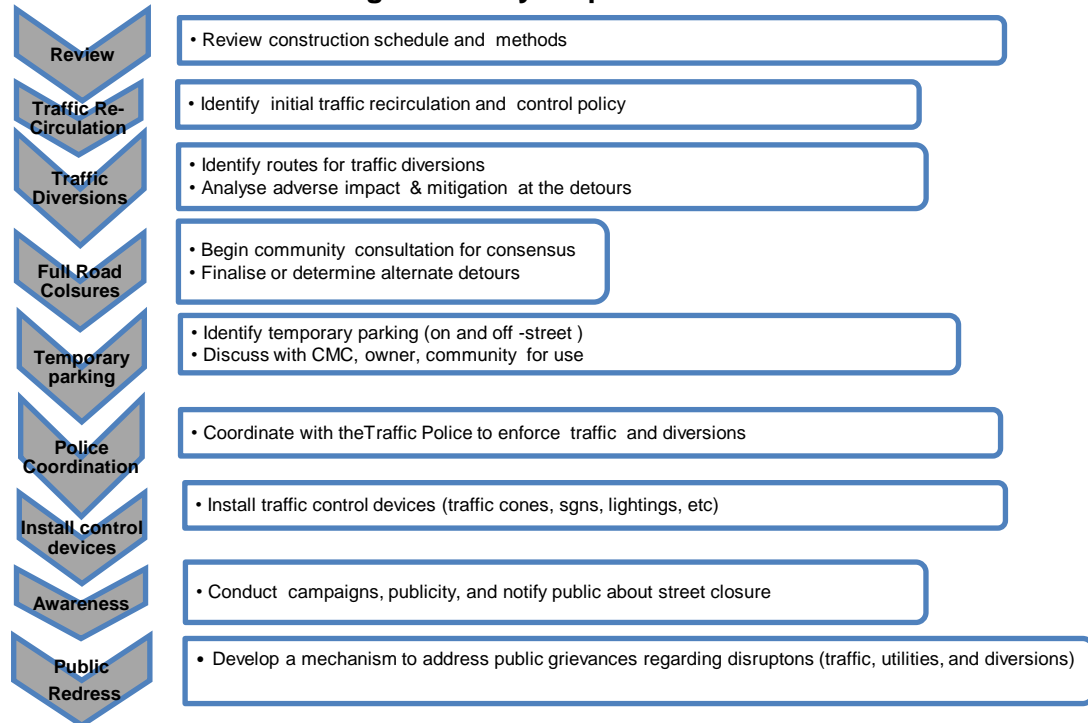 Review
• Review construction schedule and methods
Traffic Re-
Circulation
• Identify initial traffic recirculation and control policy
Traffic
Diversions
• Identify routes for traffic diversions
• Analyse adverse impact & mitigation at the detours
Full Road
Colsures
• Begin community consultation for consensus
• Finalise or determine alternate detours
Temporary
parking
• Identify temporary parking (on and off -street )
• Discuss with CMC, owner, community for use
Police
Coordination
• Coordinate with theTraffic Police to enforce traffic and diversions
Install control
devices
• Install traffic control devices (traffic cones, sgns, lightings, etc)
Awareness
• Conduct campaigns, publicity, and notify public about street closure
Public
Redress
• Develop a mechanism to address public grievances regarding disruptons (traffic, utilities, and diversions)